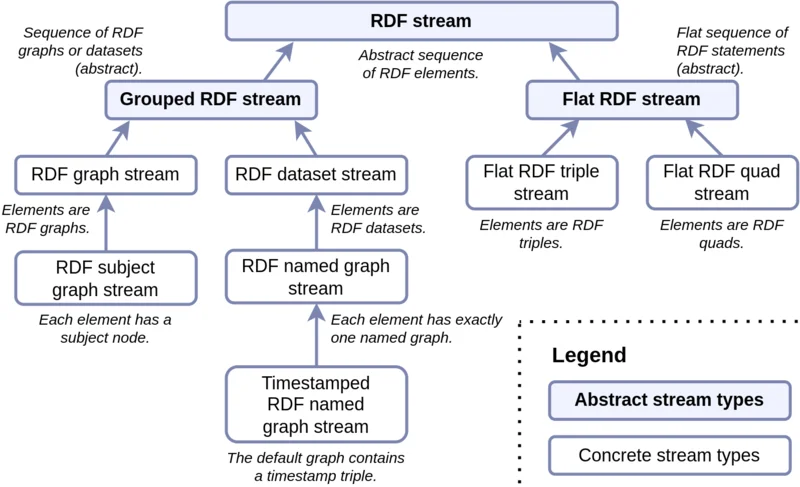 RDF stream
Sequence of RDF
graphs or datasets
(abstract).
Abstract sequence
of RDF elements.
Flat sequence of
RDF statements
(abstract).
Grouped RDF stream
Flat RDF stream
RDF graph stream
RDF dataset stream
Flat RDF triple
stream
Flat RDF quad
stream
Elements are
RDF graphs.
Elements are
RDF datasets.
Elements are RDF
triples.
Elements are RDF
quads.
RDF subject
graph stream
RDF named graph
stream
Each element has a
subject node.
Each element has exactly
one named graph.
Timestamped
RDF named
graph stream
The default graph contains
a timestamp triple.
Legend
Abstract stream types
Concrete stream types